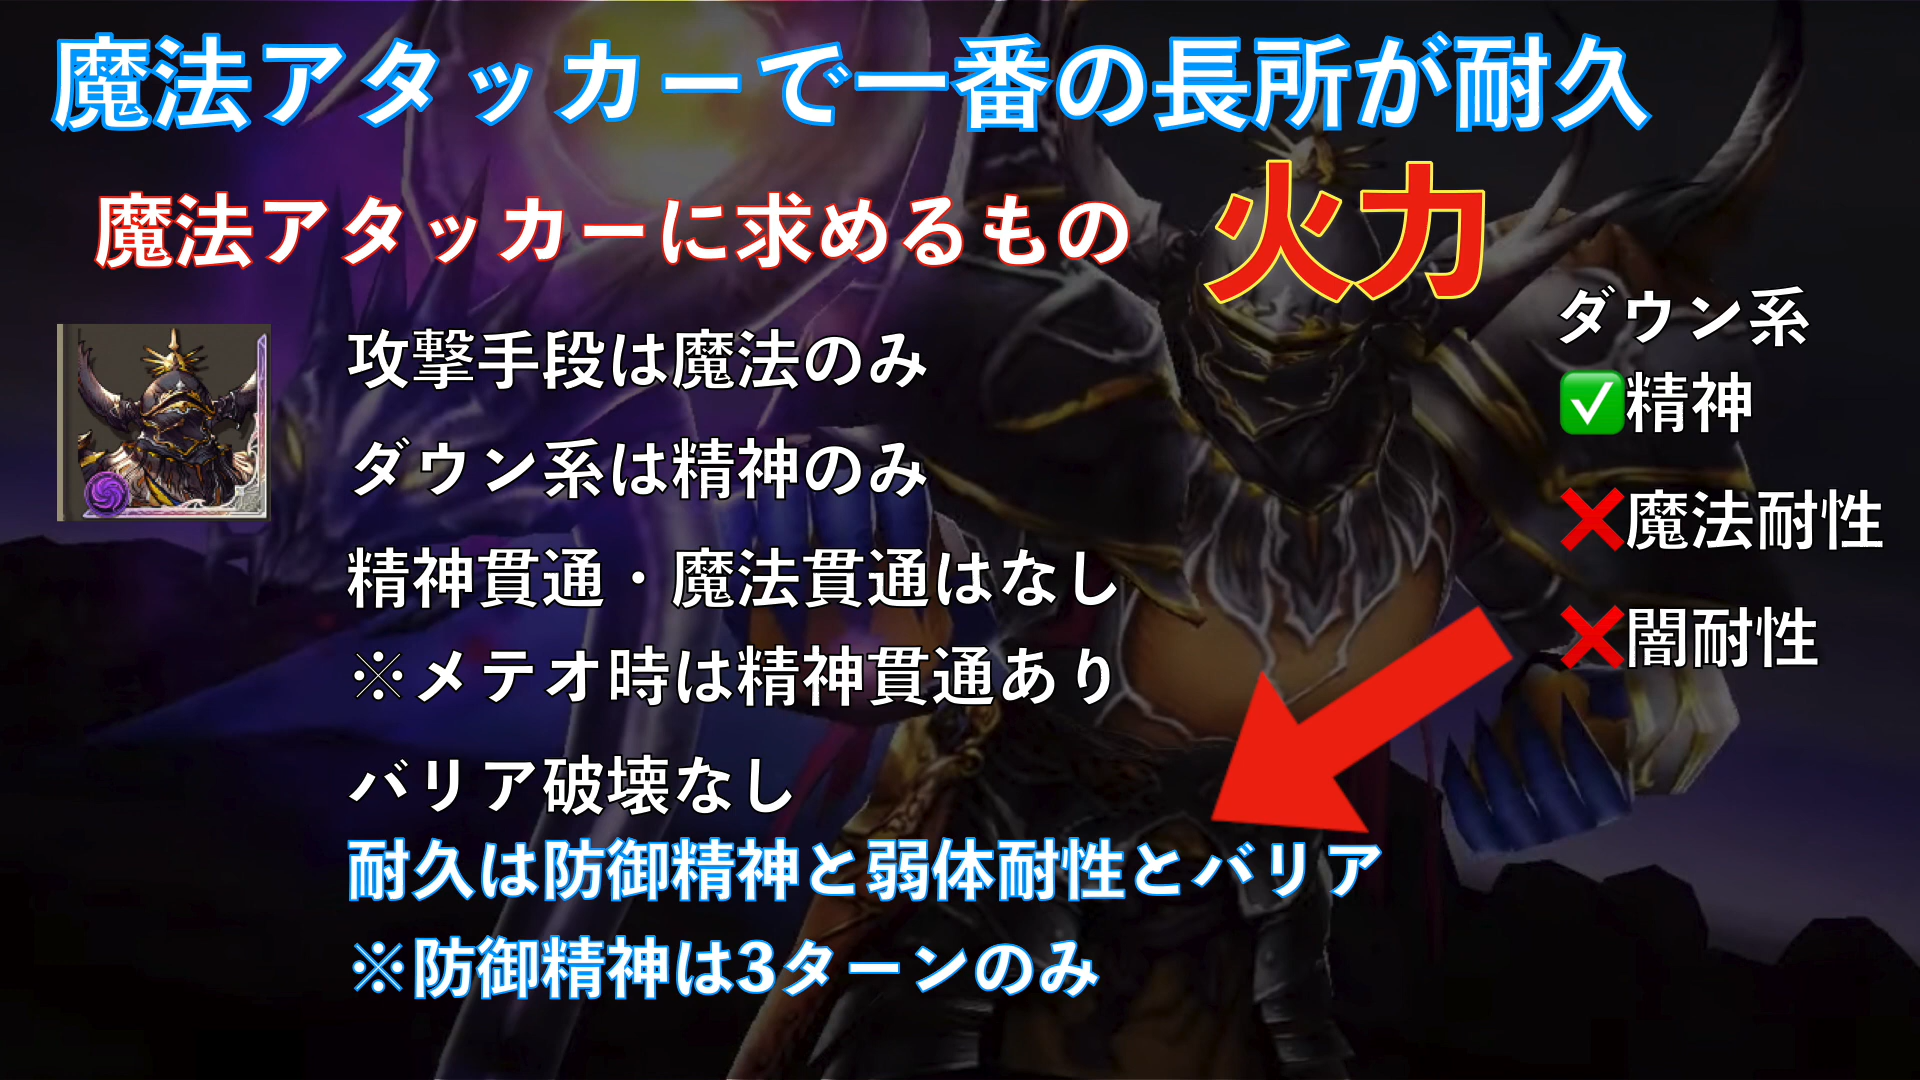 魔法アタッカーで一番の長所が耐久
魔法アタッカーに求めるもの 火力
攻撃手段は魔法のみ
ダウン系は精神のみ
精神貫通・魔法貫通はなし
※メテオ時は精神貫通あり
バリア破壊なし
耐久は防御精神と弱体耐性とバリア
※防御精神は3ターンのみ
ダウン系
✅精神
❌魔法耐性
❌闇耐性